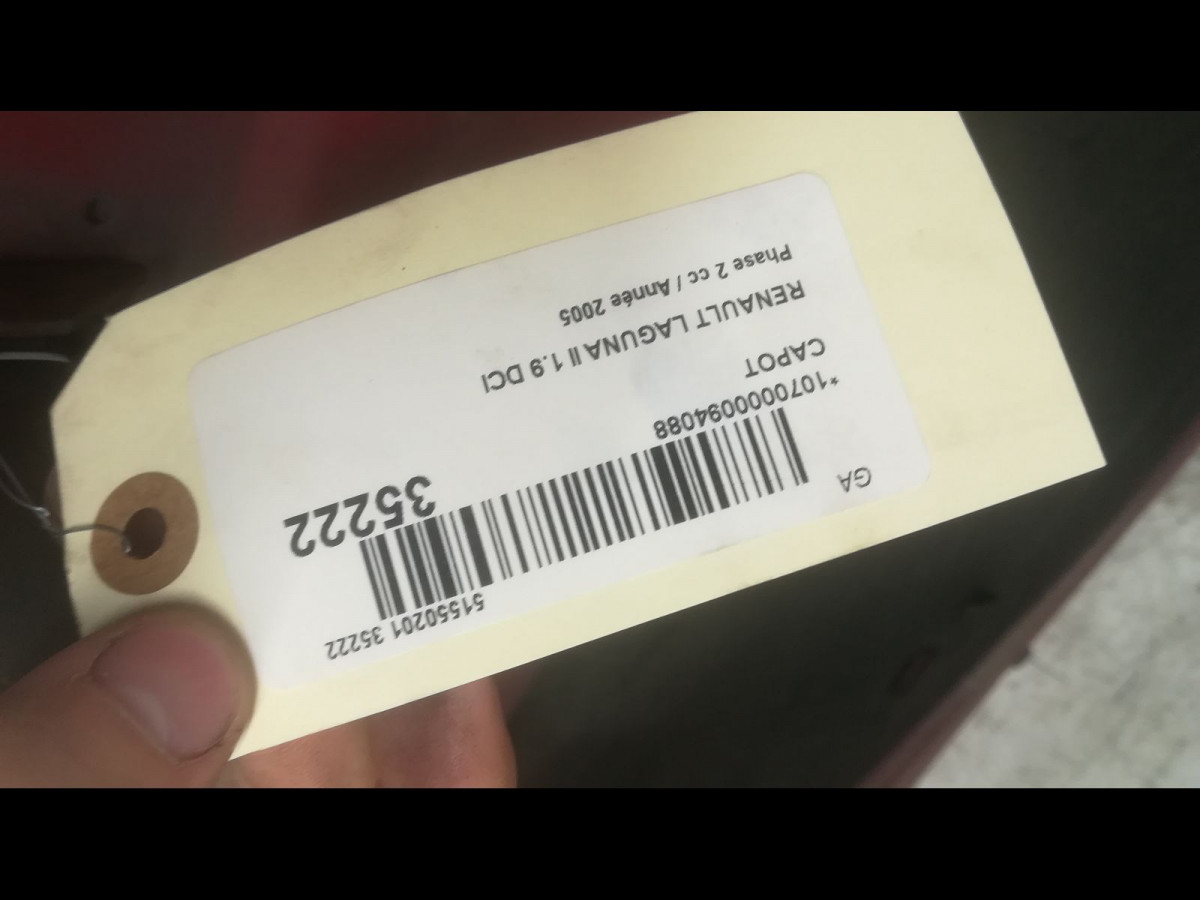 GA 51550201 35222
*1070000094088 35222
CAPOT
RENAULT LAGUNA II 1.9 DCI
Phase 2 cc / Année 2005